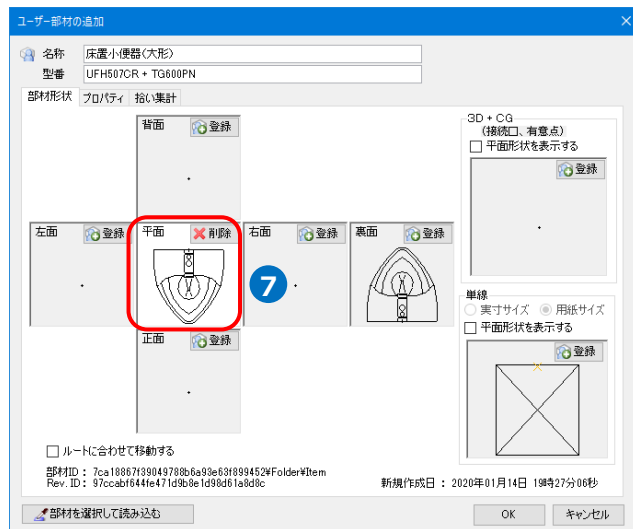 ユーザー部材の追加
名称 床置小便器(大形)
型番 UFH507CR + TG600PN
部材形状 プロパティ 拾い集計
背面 登録
3D + CG
(接続口、有意点)
平面形状を表示する
登録
左面 登録 平面 削除 右面 登録 裏面 登録
7
単線
実寸サイズ 用紙サイズ
平面形状を表示する
登録
正面 登録
ルートに合わせて移動する
部材ID : 7ca18867f39049788b6a93e63f899452¥Folder¥Item
Rev. ID : 97ccabf644fe471d9b8e1d98d61a8d8c 新規作成日 : 2020年01月14日 19時27分06秒
部材を選択して読み込む OK キャンセル